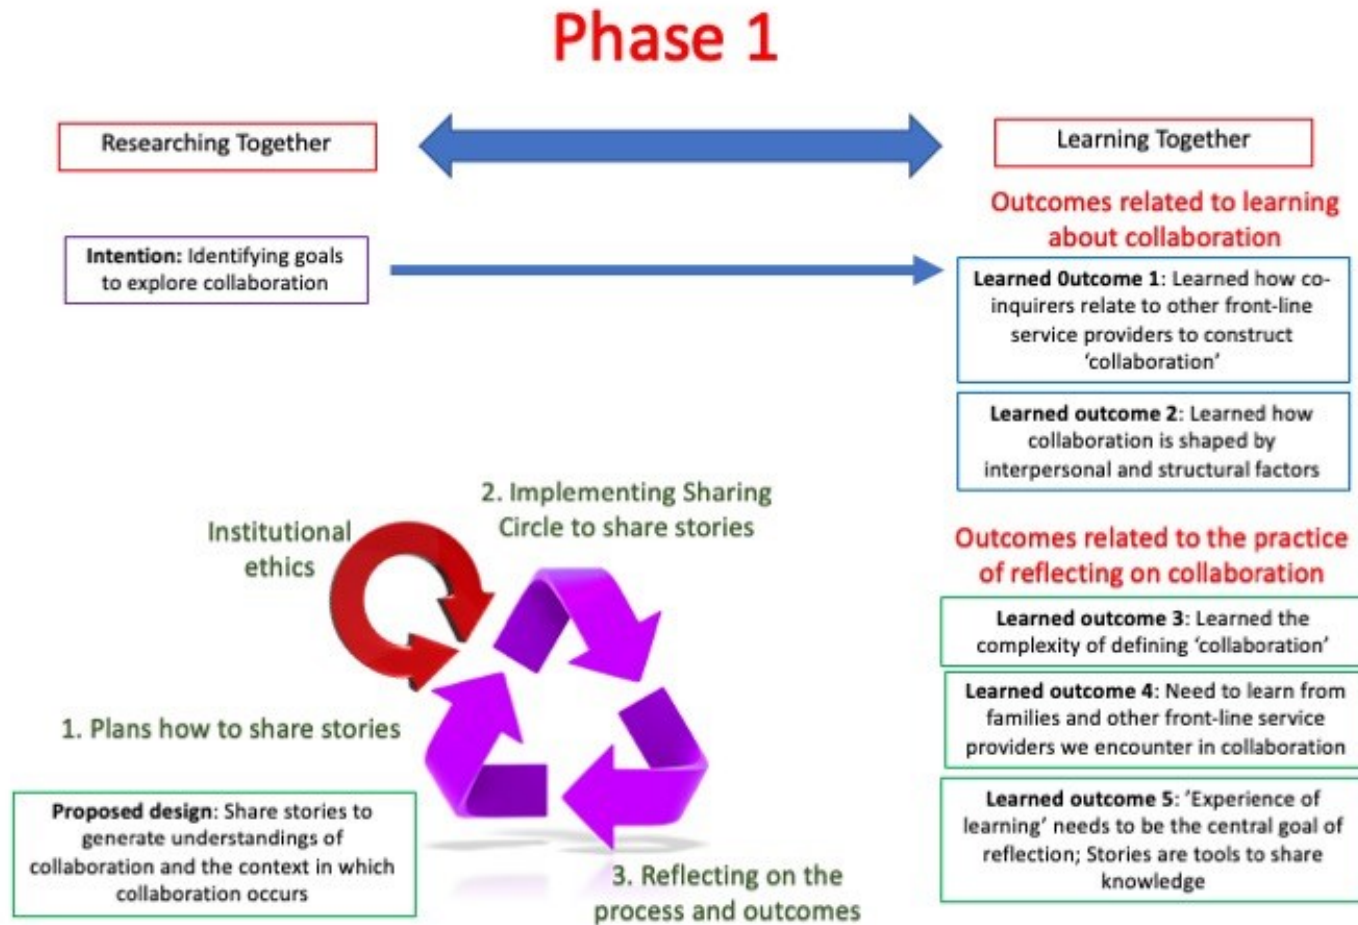 Phase 1
Researching Together
Learning Together
Outcomes related to learning
about collaboration
Intention: Identifying goals
to explore collaboration
Learned 0utcome 1: Learned how co-
inquirers relate to other front-line
service providers to construct
‘collaboration’
Learned outcome 2: Learned how
collaboration is shaped by
interpersonal and structural factors
2. Implementing Sharing
Circle to share stories
Institutional
ethics
Outcomes related to the practice
of reflecting on collaboration
Learned outcome 3: Learned the
complexity of defining ‘collaboration’
Learned outcome 4: Need to learn from
families and other front-line service
providers we encounter in collaboration
1. Plans how to share stories
Proposed design: Share stories to
generate understandings of
collaboration and the context in which
collaboration occurs
Learned outcome 5: ‘Experience of
learning’ needs to be the central goal of
reflection; Stories are tools to share
knowledge
3. Reflecting on the
process and outcomes